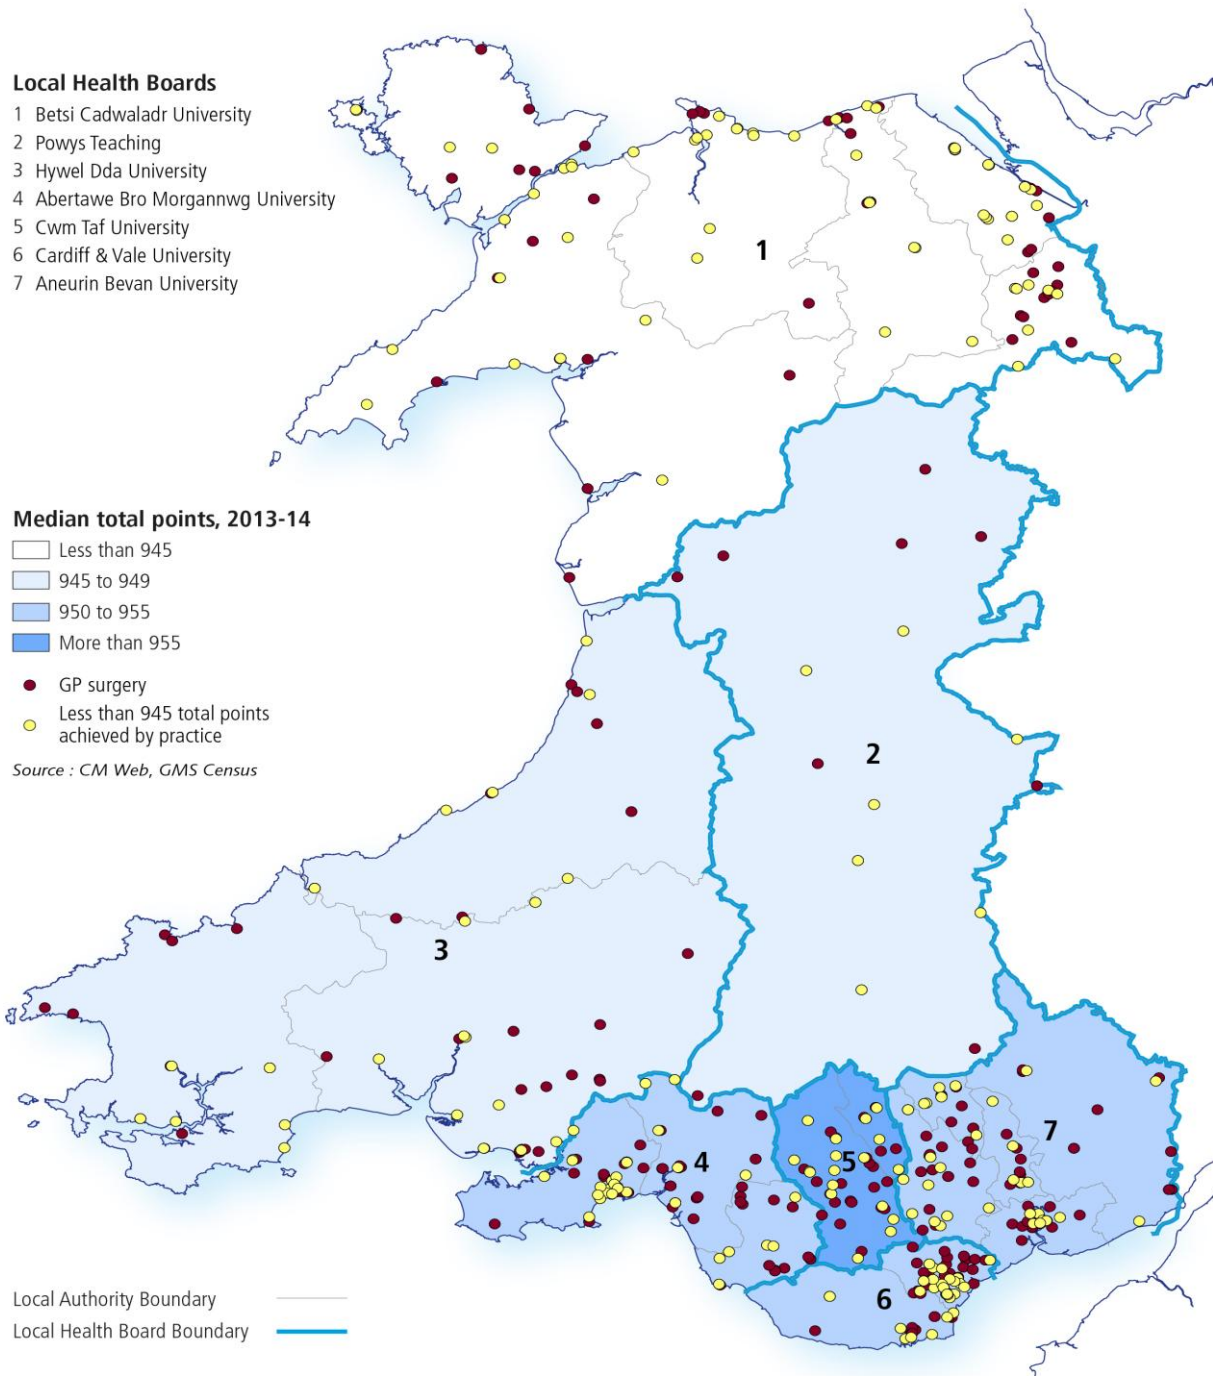 Local Health Boards
1 Betsi Cadwaladr University
2 Powys Teaching
3 Hywel Dda University
4 Abertawe Bro Morgannwg University
5 Cwm Taf University
6 Cardiff & Vale University
7 Aneurin Bevan University
1
Median total points, 2013-14
Less than 945
945 to 949
950 to 955
More than 955
GP surgery
Less than 945 total points
achieved by practice
Source : CM Web, GMS Census
2
3
7
4
5
6
Local Authority Boundary
Local Health Board Boundary